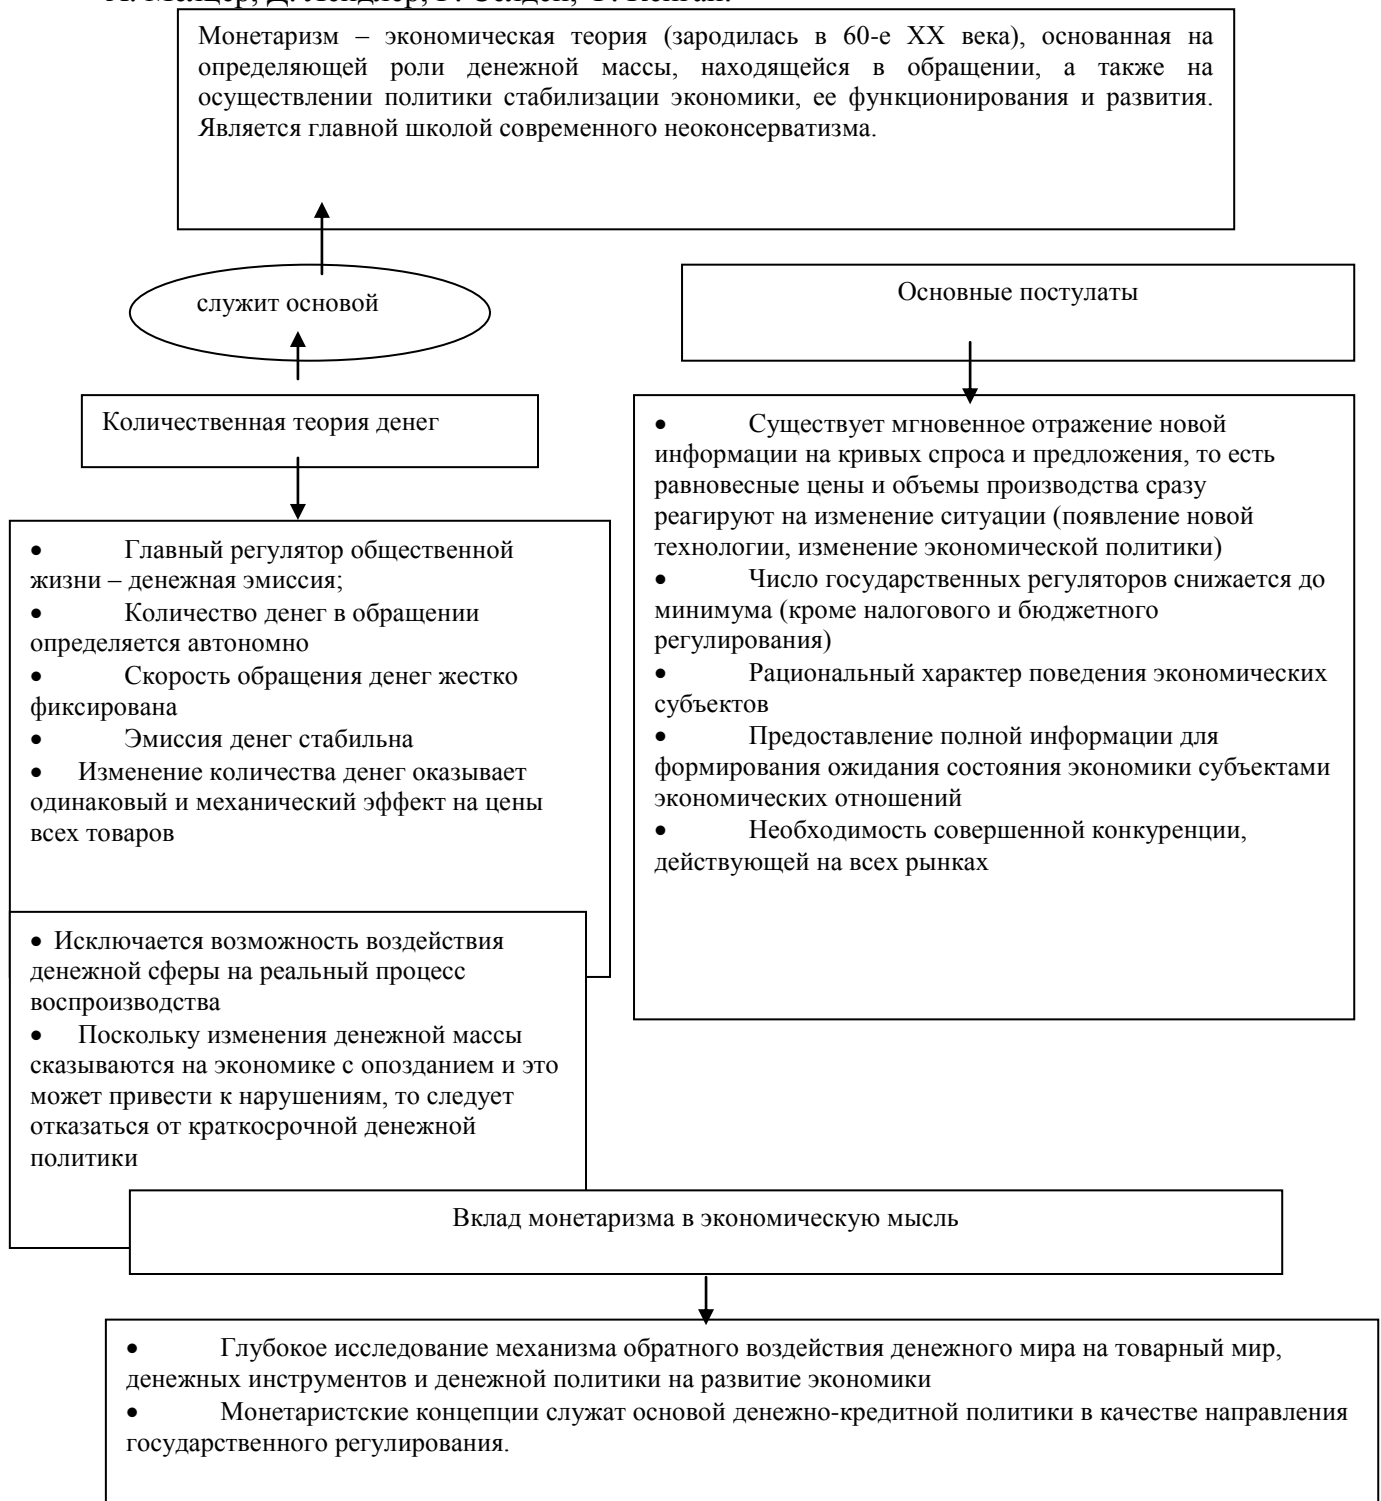 Монетаризм – экономическая теория (зародилась в 60-е XX века), основанная на
определяющей роли денежной массы, находящейся в обращении, а также на
осуществлении политики стабилизации экономики, ее функционирования и развития.
Является главной школой современного неоконсерватизма.
служит основой
Основные постулаты
Количественная теория денег
• Главный регулятор общественной
жизни – денежная эмиссия;
• Количество денег в обращении
определяется автономно
• Скорость обращения денег жестко
фиксирована
• Эмиссия денег стабильна
• Изменение количества денег оказывает
одинаковый и механический эффект на цены
всех товаров
• Исключается возможность воздействия
денежной сферы на реальный процесс
воспроизводства
• Поскольку изменения денежной массы
сказываются на экономике с опозданием и это
может привести к нарушениям, то следует
отказаться от краткосрочной денежной
политики
• Существует мгновенное отражение новой
информации на кривых спроса и предложения, то есть
равновесные цены и объемы производства сразу
реагируют на изменение ситуации (появление новой
технологии, изменение экономической политики)
• Число государственных регуляторов снижается до
минимума (кроме налогового и бюджетного
регулирования)
• Рациональный характер поведения экономических
субъектов
• Предоставление полной информации для
формирования ожидания состояния экономики субъектами
экономических отношений
• Необходимость совершенной конкуренции,
действующей на всех рынках
Вклад монетаризма в экономическую мысль
• Глубокое исследование механизма обратного воздействия денежного мира на товарный мир,
денежных инструментов и денежной политики на развитие экономики
• Монетаристские концепции служат основой денежно-кредитной политики в качестве направления
государственного регулирования.